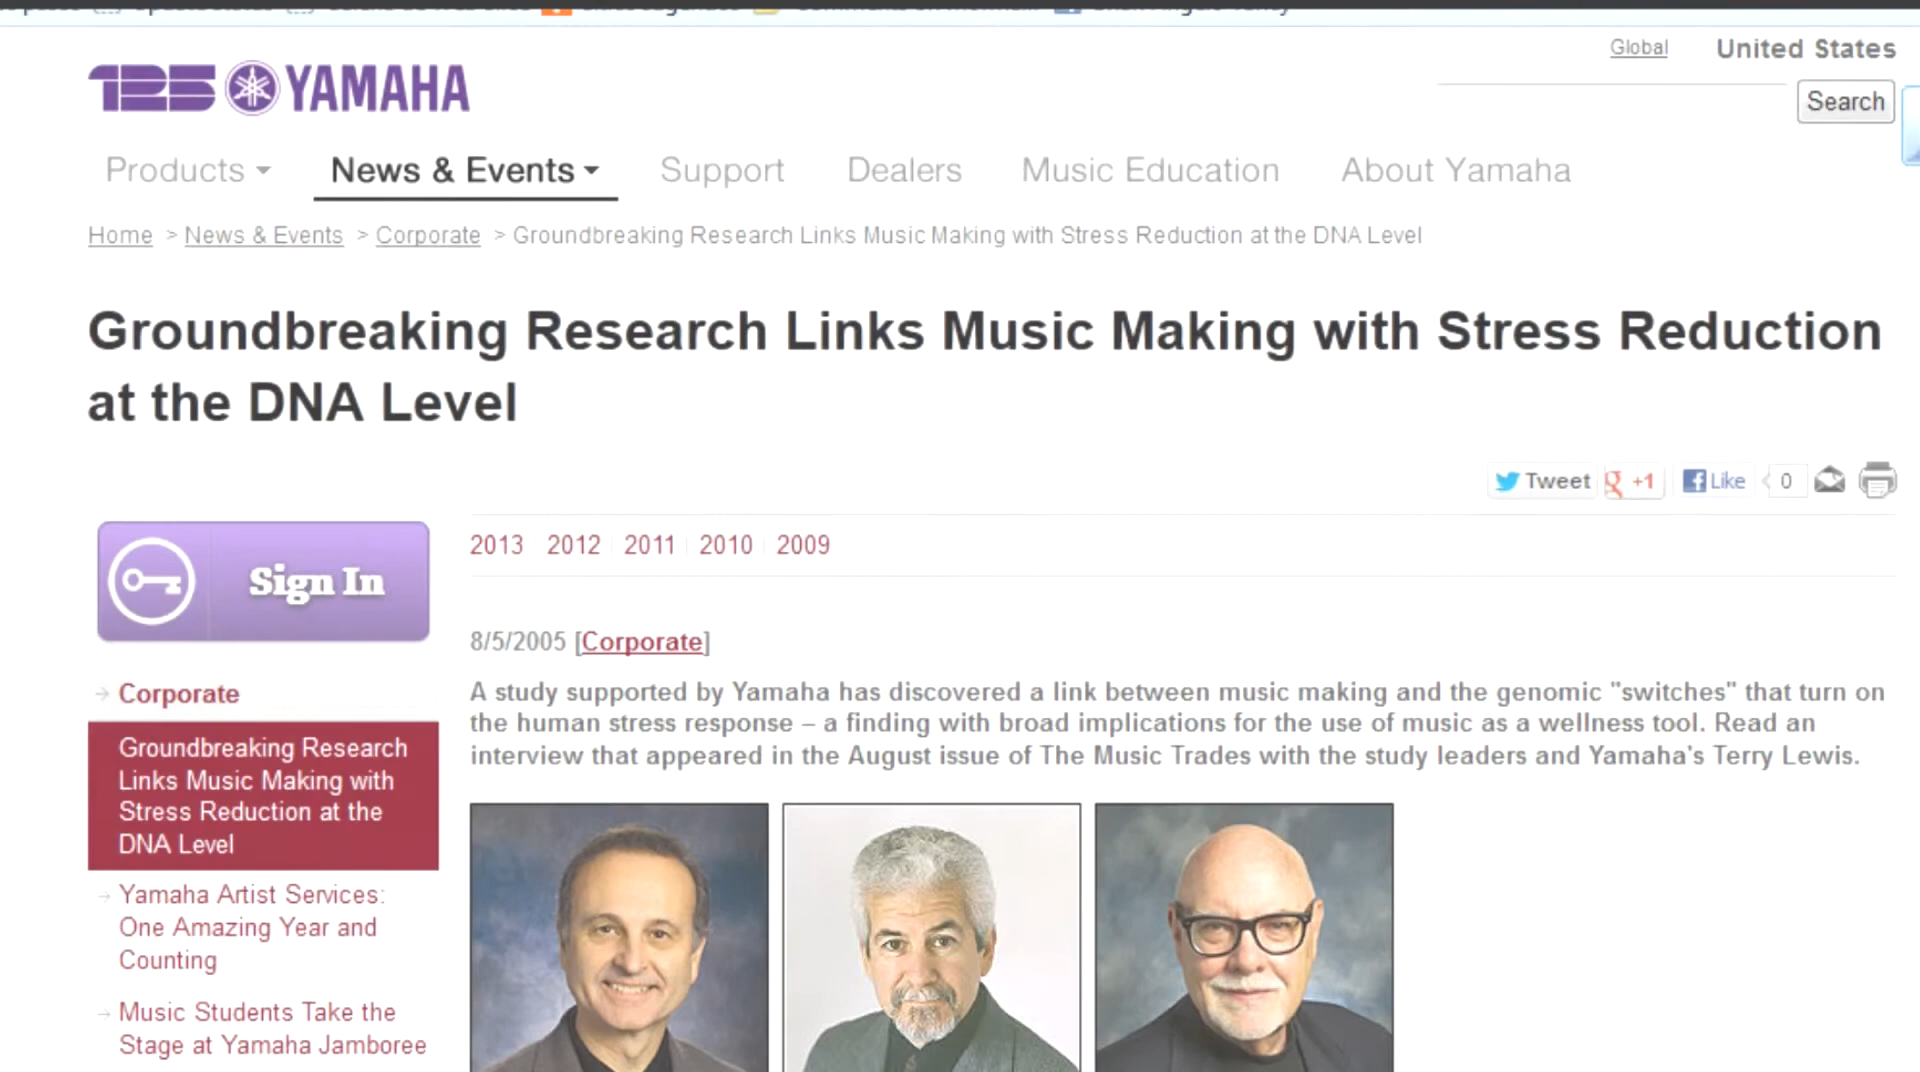 Global United States
125 YAMAHA
Search
Products News & Events Support Dealers Music Education About Yamaha
Home > News & Events > Corporate > Groundbreaking Research Links Music Making with Stress Reduction at the DNA Level
Groundbreaking Research Links Music Making with Stress Reduction
at the DNA Level
Tweet +1 Like 0
Sign In
2013 2012 2011 2010 2009
8/5/2005 [Corporate]
A study supported by Yamaha has discovered a link between music making and the genomic "switches" that turn on
the human stress response – a finding with broad implications for the use of music as a wellness tool. Read an
interview that appeared in the August issue of The Music Trades with the study leaders and Yamaha's Terry Lewis.
Corporate
Groundbreaking Research
Links Music Making with
Stress Reduction at the
DNA Level
Yamaha Artist Services:
One Amazing Year and
Counting
Music Students Take the
Stage at Yamaha Jamboree